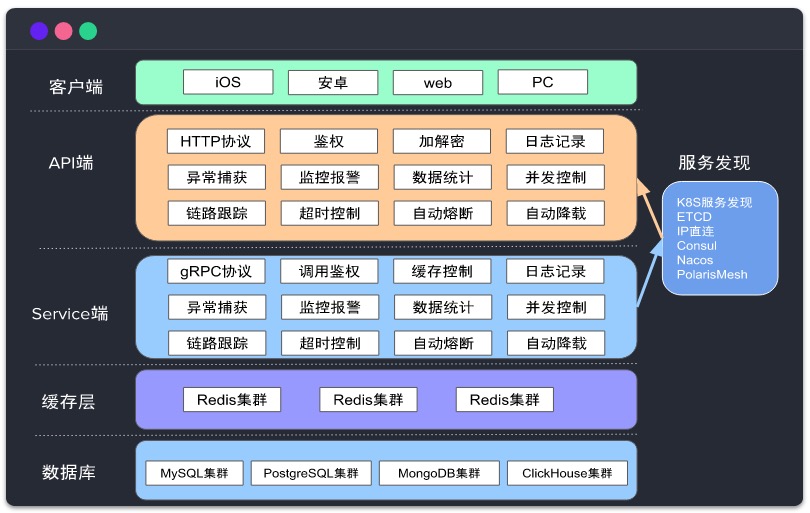 客户端
iOS
安卓
web
PC
API端
HTTP协议
鉴权
加解密
日志记录
异常捕获
监控报警
数据统计
并发控制
链路跟踪
超时控制
自动熔断
自动降载
服务发现
K8S服务发现
ETCD
IP直连
Consul
Nacos
PolarisMesh
Service端
gRPC协议
调用鉴权
缓存控制
日志记录
异常捕获
监控报警
数据统计
并发控制
链路跟踪
超时控制
自动熔断
自动降载
缓存层
Redis集群
Redis集群
Redis集群
数据库
MySQL集群
PostgreSQL集群
MongoDB集群
ClickHouse集群